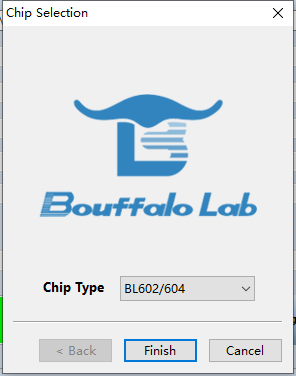 Chip Selection
Bouffalo Lab
Chip Type
BL602/604
< Back
Finish
Cancel